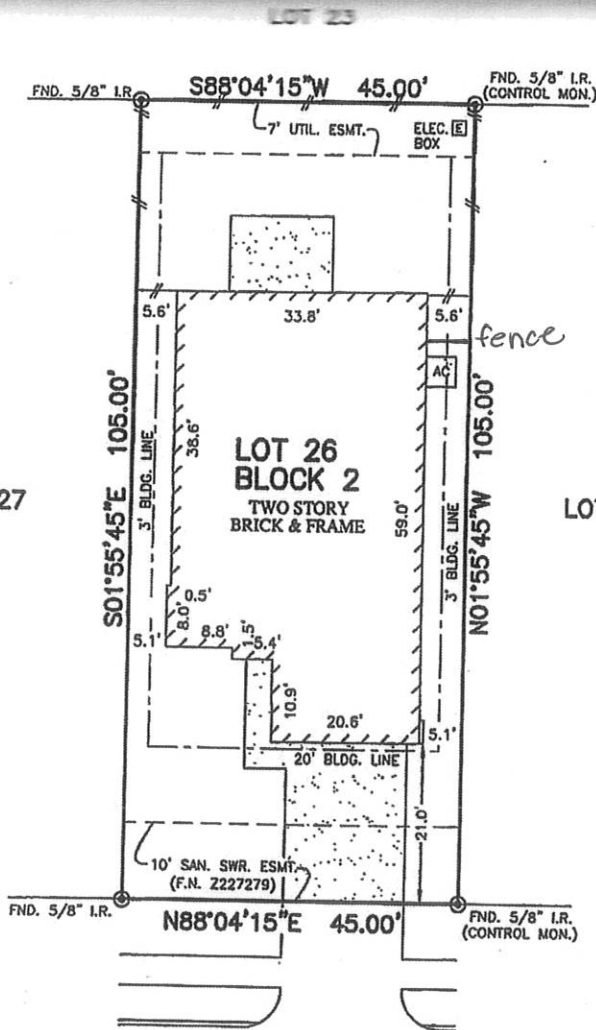 LOT 23
FND. 5/8" I.R
S88°04'15"W 45.00'
FND. 5/8" I.R.
(CONTROL MON.)
7' UTIL. ESMT.
ELEC. E
BOX
5.6'
33.8'
5.6'
fence
AC
S01°55'45"E 105.00'
3' BLDG. LINE
38.6'
LOT 26
BLOCK 2
TWO STORY
BRICK & FRAME
59.0'
3' BLDG. LINE
N01°55'45"W 105.00'
27
LOT
0.5'
8.0'
5.1'
8.8'
1.5'
5.4'
10.9'
20.6'
5.1'
20' BLDG. LINE
21.0'
10' SAN. SWR. ESMT.
(F.N. Z227279)
FND. 5/8" I.R.
N88°04'15"E 45.00'
FND. 5/8" I.R.
(CONTROL MON.)